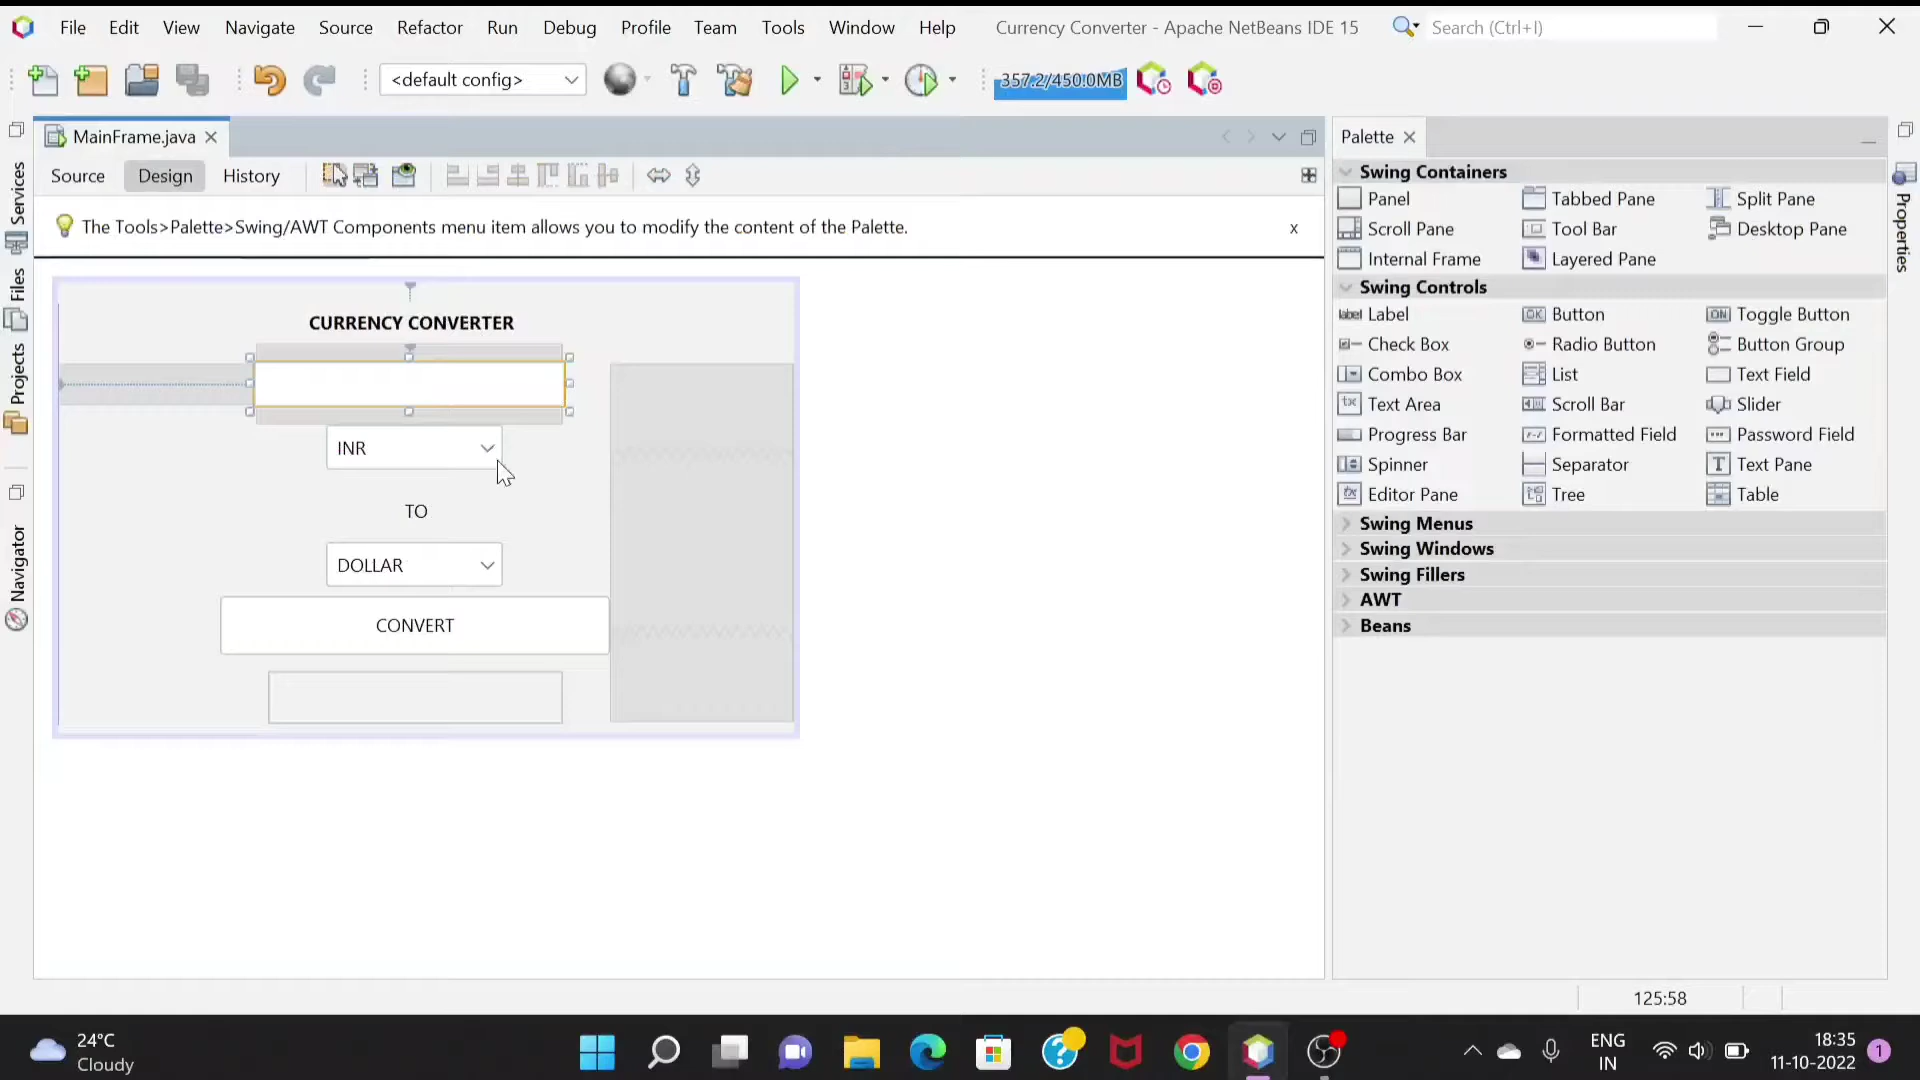 File Edit View Navigate Source Refactor Run Debug Profile Team Tools Window Help Currency Converter - Apache NetBeans IDE 15 Search (Ctrl+I)
<default config> 357.2/450.0MB
MainFrame.java
Source Design History
The Tools>Palette>Swing/AWT Components menu item allows you to modify the content of the Palette. x
CURRENCY CONVERTER
INR
TO
DOLLAR
CONVERT
Services
Files
Projects
Navigator
Palette
Swing Containers
Panel Tabbed Pane Split Pane
Scroll Pane Tool Bar Desktop Pane
Internal Frame Layered Pane
Swing Controls
label Label OK Button ON Toggle Button
Check Box Radio Button Button Group
Combo Box List Text Field
Text Area Scroll Bar Slider
Progress Bar Formatted Field Password Field
Spinner Separator Text Pane
Editor Pane Tree Table
Swing Menus
Swing Windows
Swing Fillers
AWT
Beans
Properties
125:58
24°C
Cloudy
ENG
IN
18:35
11-10-2022
1